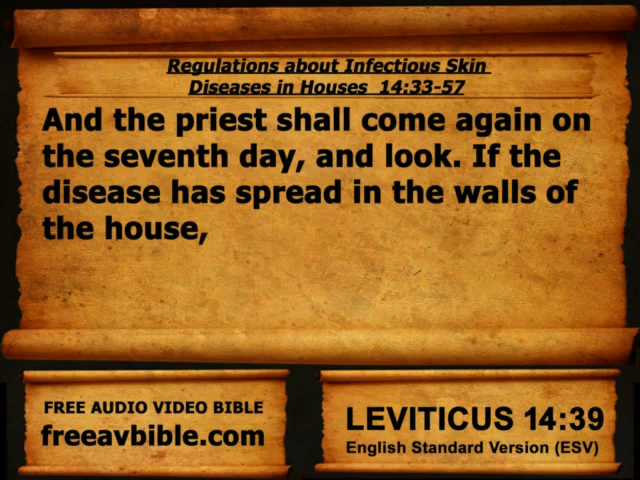 Regulations about Infectious Skin
Diseases in Houses 14:33-57
And the priest shall come again on
the seventh day, and look. If the
disease has spread in the walls of
the house,
FREE AUDIO VIDEO BIBLE
freeavbible.com
LEVITICUS 14:39
English Standard Version (ESV)